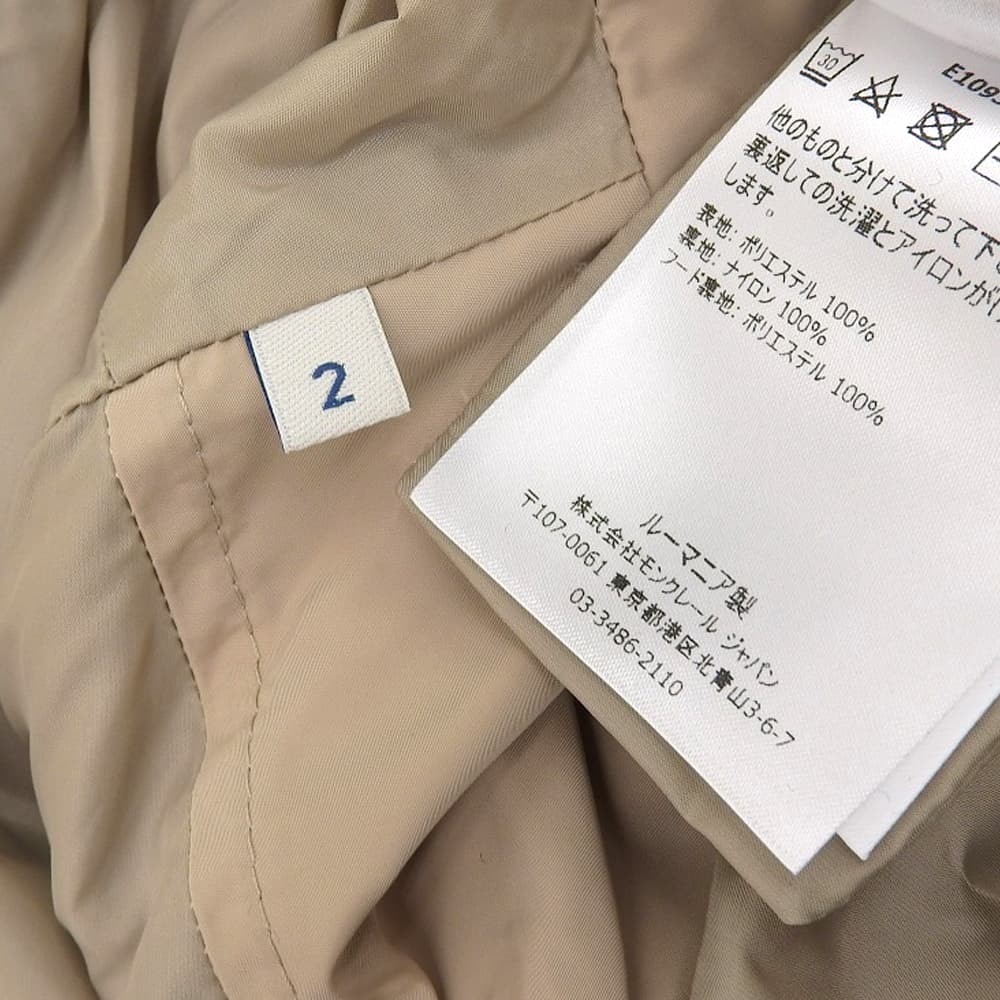 2
30
E109
他のものと分けて洗って下
裏返しての洗濯とアイロンが
します。
表地: ポリエステル 100%
裏地: ナイロン 100%
フード裏地: ポリエステル 100%
ルーマニア製
株式会社モンクレール ジャパン
〒107-0061 東京都港区北青山3-6-7
03-3486-2110